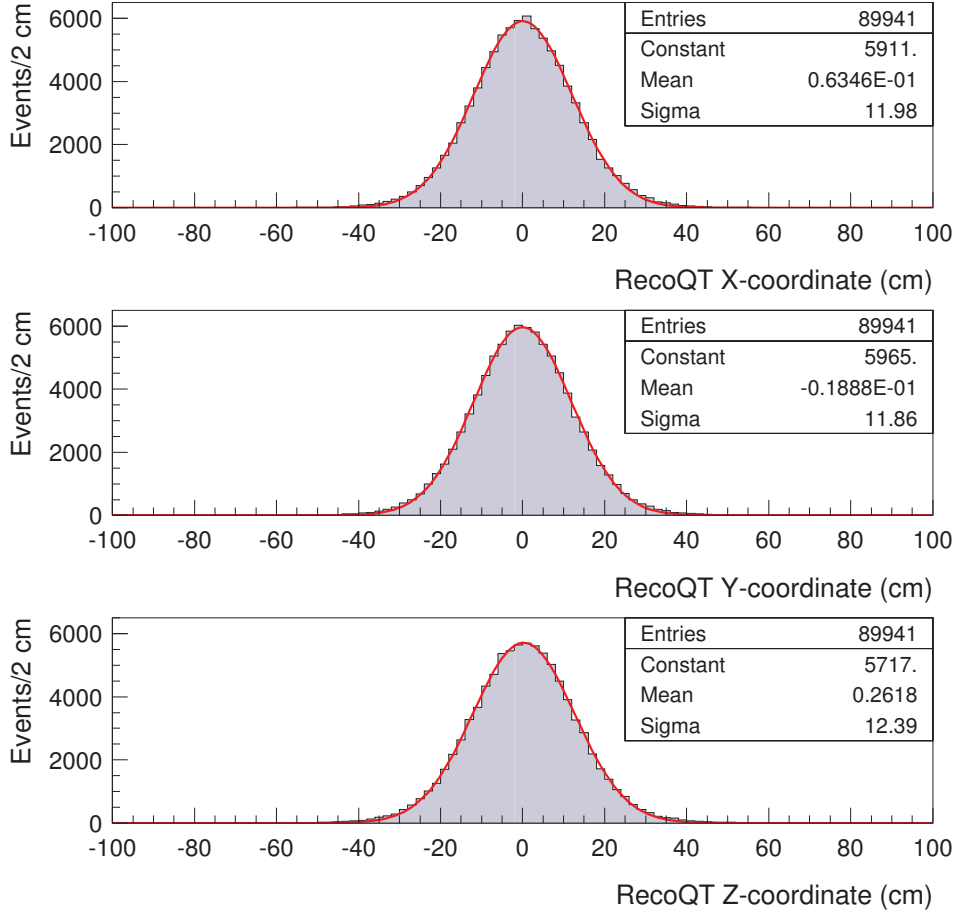 Events/2 cm
6000
4000
2000
0
Entries 89941
Constant 5911.
Mean 0.6346E-01
Sigma 11.98
-100 -80 -60 -40 -20 0 20 40 60 80 100
RecoQT X-coordinate (cm)
Events/2 cm
6000
4000
2000
0
Entries 89941
Constant 5965.
Mean -0.1888E-01
Sigma 11.86
-100 -80 -60 -40 -20 0 20 40 60 80 100
RecoQT Y-coordinate (cm)
Events/2 cm
6000
4000
2000
0
Entries 89941
Constant 5717.
Mean 0.2618
Sigma 12.39
-100 -80 -60 -40 -20 0 20 40 60 80 100
RecoQT Z-coordinate (cm)